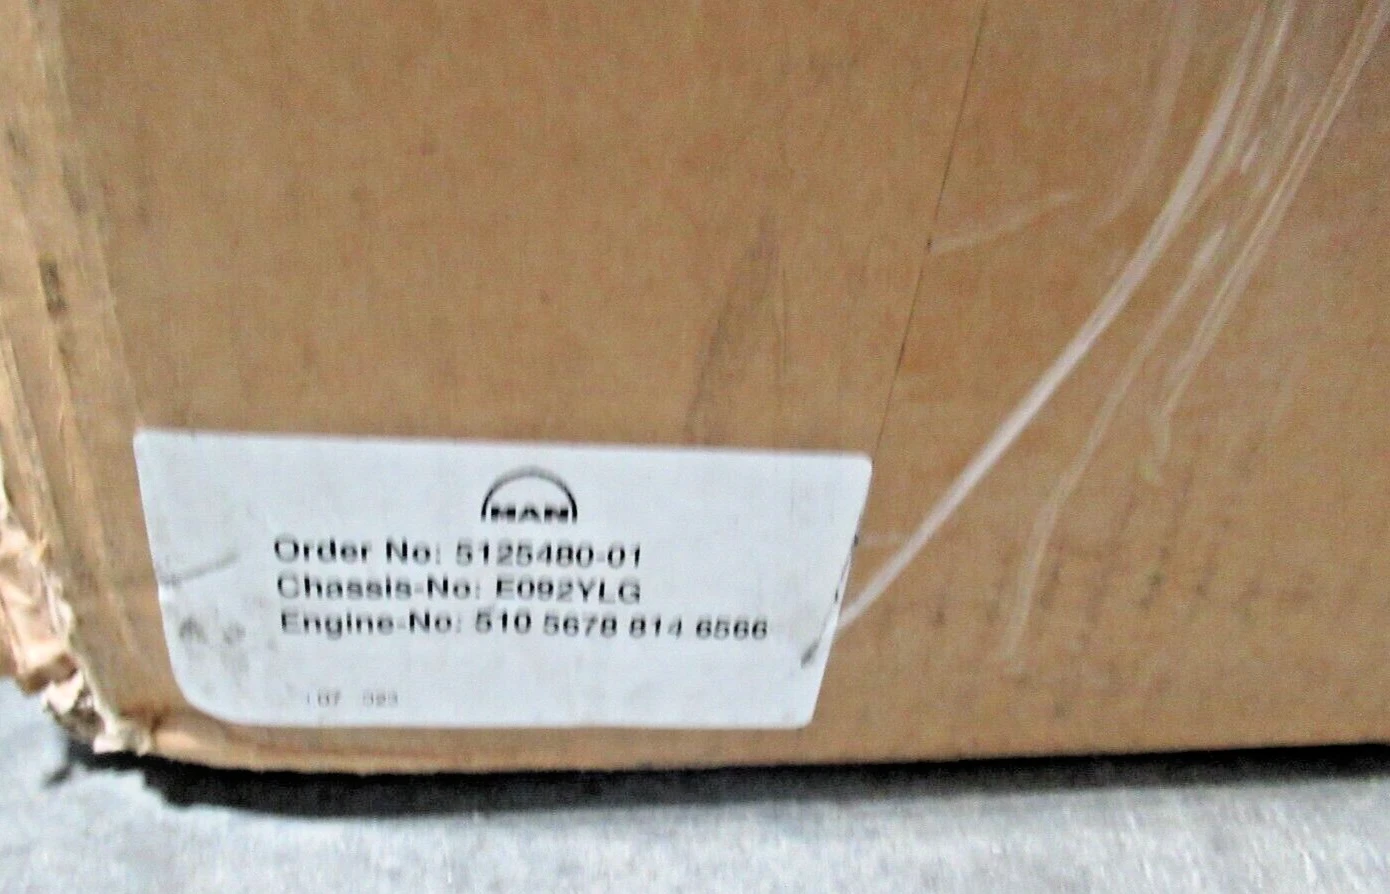 MAN
Order No: 5125480-01
Chassis-No: E092YLG
Engine-No: 510 5678 814 6566